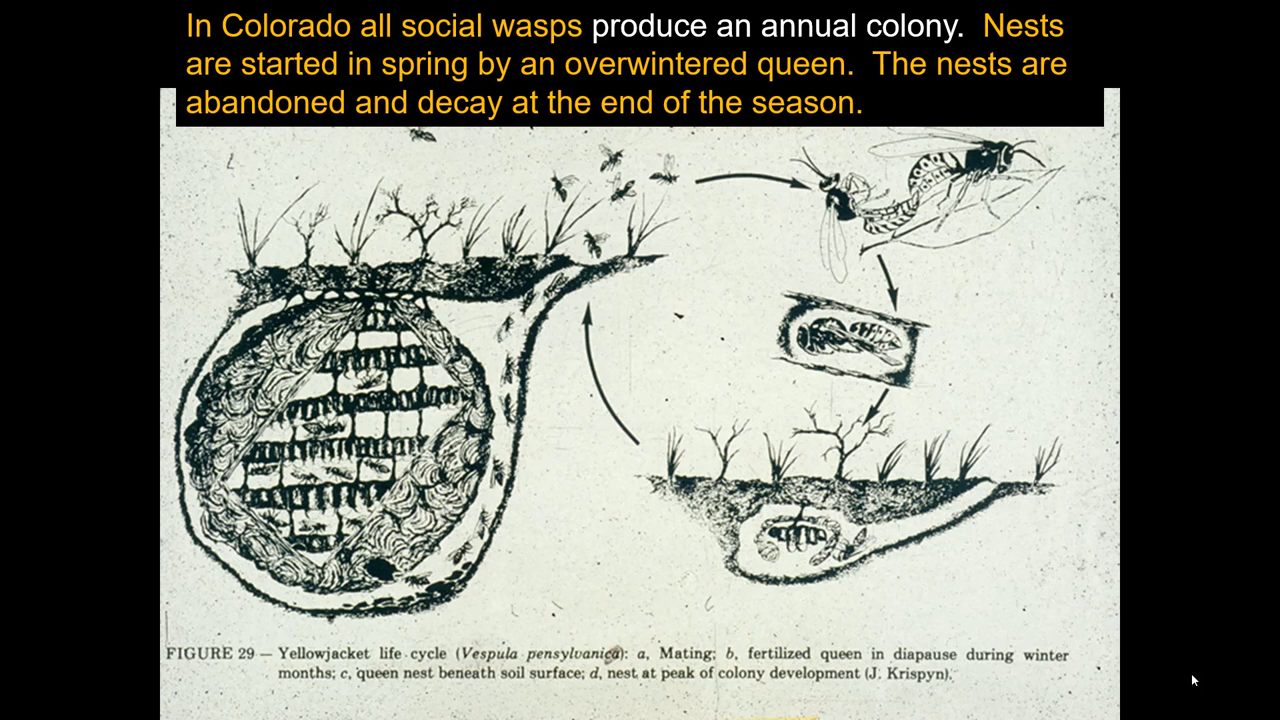 In Colorado all social wasps produce an annual colony.  Nests
are started in spring by an overwintered queen.  The nests are
abandoned and decay at the end of the season.
FIGURE 29 — Yellowjacket life cycle (Vespula pensylvanica): a, Mating; b, fertilized queen in diapause during winter
months; c, queen nest beneath soil surface; d, nest at peak of colony development (J. Krispyn).